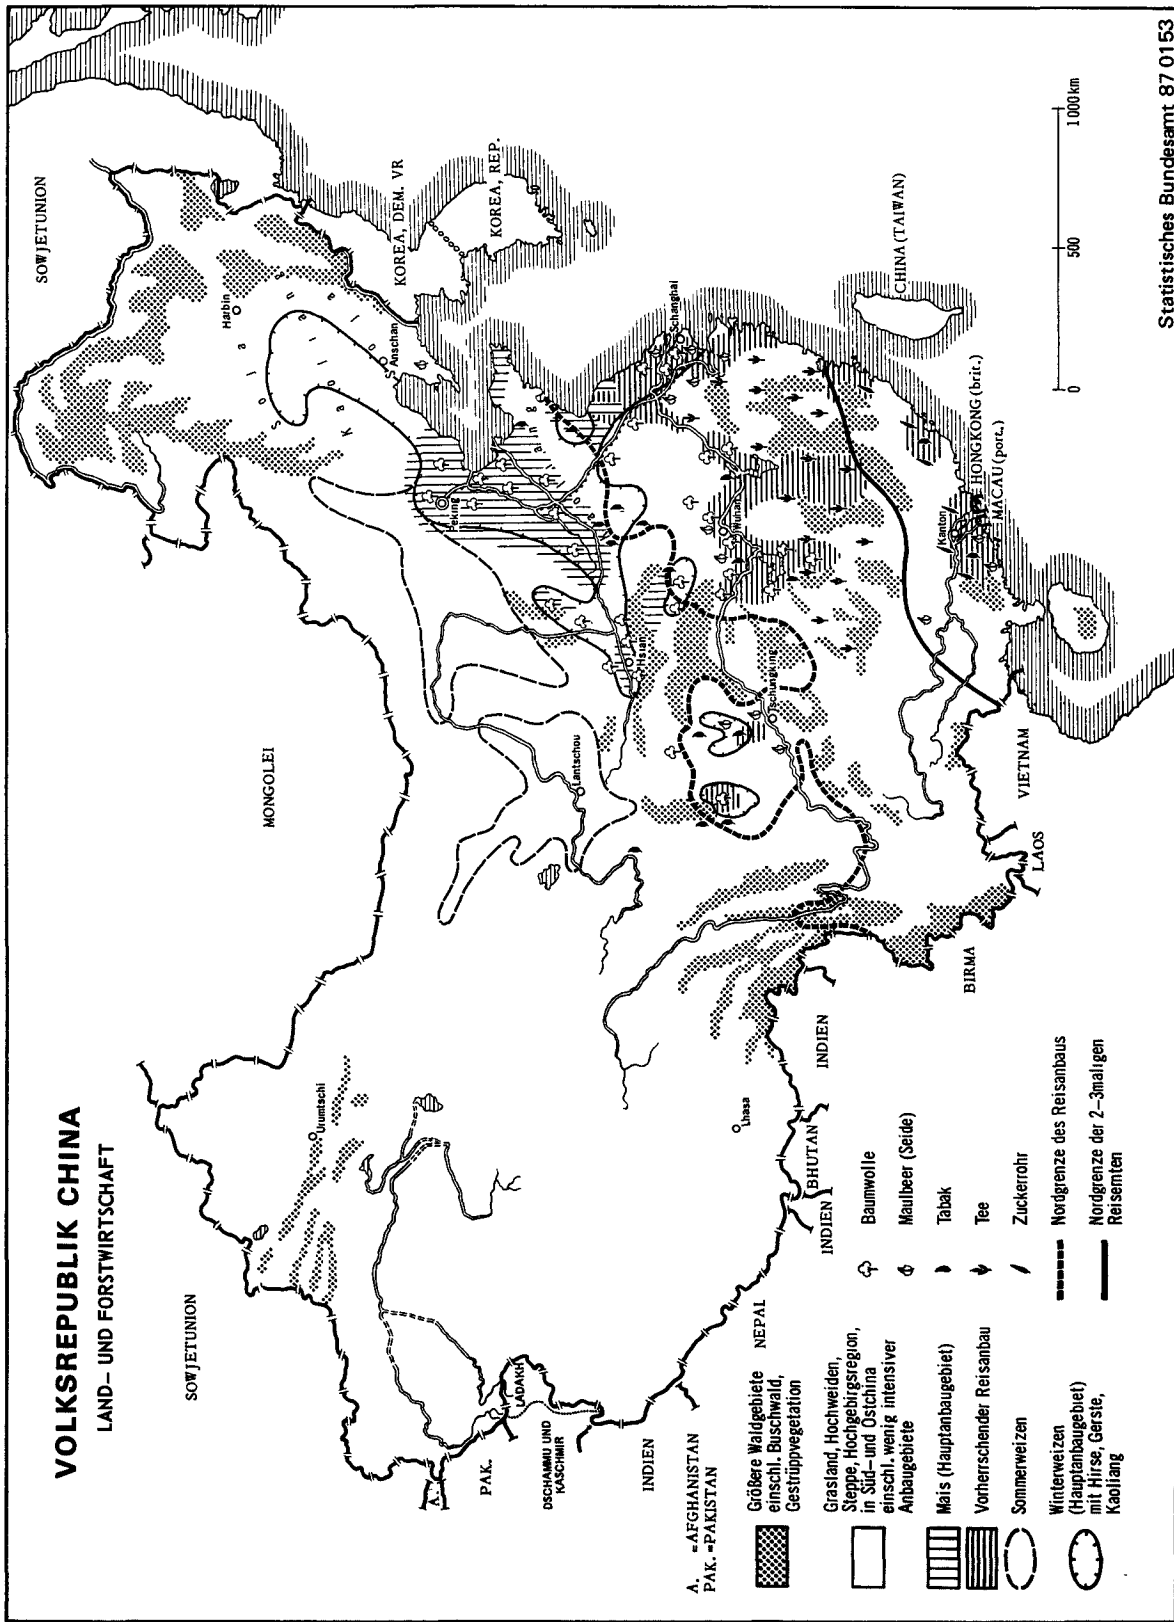 VOLKSREPUBLIK CHINA
LAND- UND FORSTWIRTSCHAFT
SOWJETUNION
SOWJETUNION
MONGOLEI
Urumtschi
Harbin
Anschan
KOREA, DEM. VR
KOREA, REP.
Soja
Kaoliang
Peking
Hsian
Lantschou
Schanghai
Wuhan
Tschungking
Lhasa
Kanton
HONGKONG (brit.)
MACAU (port.)
CHINA (TAIWAN)
VIETNAM
LAOS
BIRMA
INDIEN
BHUTAN
INDIEN
NEPAL
INDIEN
A.
PAK.
LADAKH
DSCHAMMU UND
KASCHMIR
A. =AFGHANISTAN
PAK. =PAKISTAN
Größere Waldgebiete
einschl. Buschwald,
Gestrüppvegetation
Grasland, Hochweiden,
Steppe, Hochgebirgsregion,
in Süd-und Ostchina
einschl. wenig intensiver
Anbaugebiete
Mais (Hauptanbaugebiet)
Vorherrschender Reisanbau
Sommerweizen
Winterweizen
(Hauptanbaugebiet)
mit Hirse, Gerste,
Kaoliang
Baumwolle
Maulbeer (Seide)
Tabak
Tee
Zuckerrohr
Nordgrenze des Reisanbaus
Nordgrenze der 2-3maligen
Reisernten
0 500 1000km
Statistisches Bundesamt 87 0153